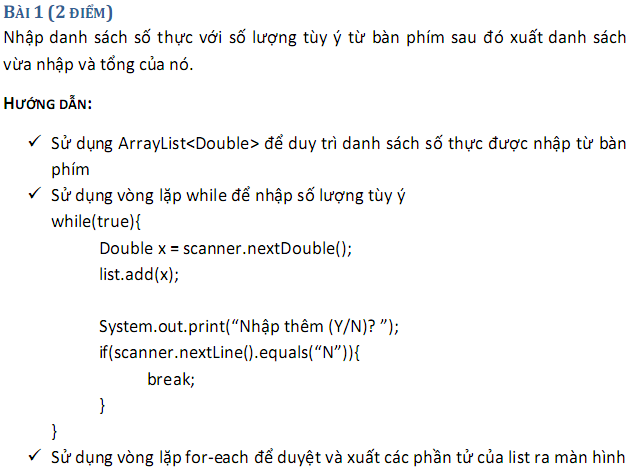 BÀI 1 (2 ĐIỂM)
Nhập danh sách số thực với số lượng tùy ý từ bàn phím sau đó xuất danh sách
vừa nhập và tổng của nó.
HƯỚNG DẪN:
✓ Sử dụng ArrayList<Double> để duy trì danh sách số thực được nhập từ bàn
phím
✓ Sử dụng vòng lặp while để nhập số lượng tùy ý
while(true){
Double x = scanner.nextDouble();
list.add(x);
System.out.print(“Nhập thêm (Y/N)? ”);
if(scanner.nextLine().equals(“N”)){
break;
}
}
✓ Sử dụng vòng lặp for-each để duyệt và xuất các phần tử của list ra màn hình